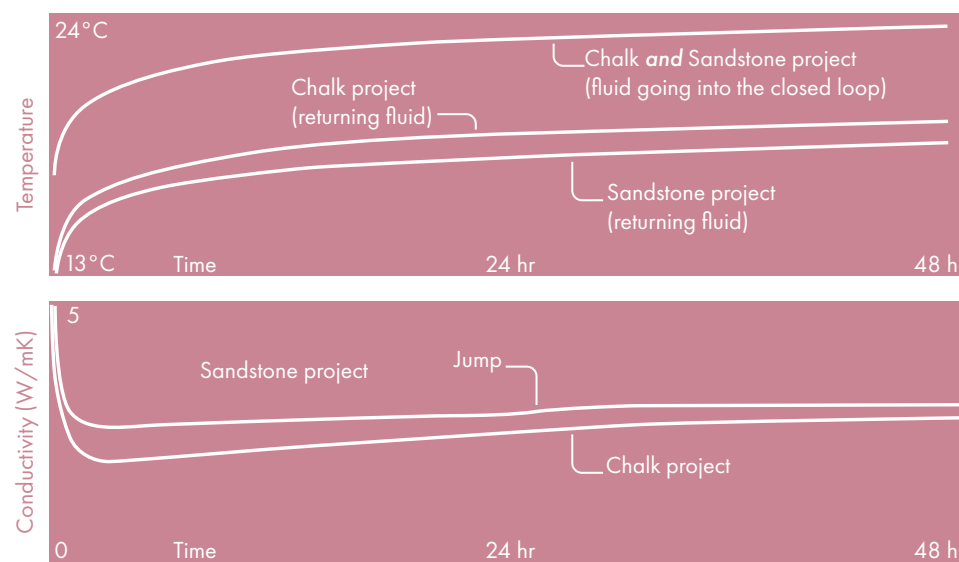 24°C
Chalk and Sandstone project
(fluid going into the closed loop)
Chalk project
(returning fluid)
Sandstone project
(returning fluid)
Temperature
13°C
Time
24 hr
48 h
5
Jump
Sandstone project
Chalk project
Conductivity (W/mK)
0
Time
24 hr
48 h